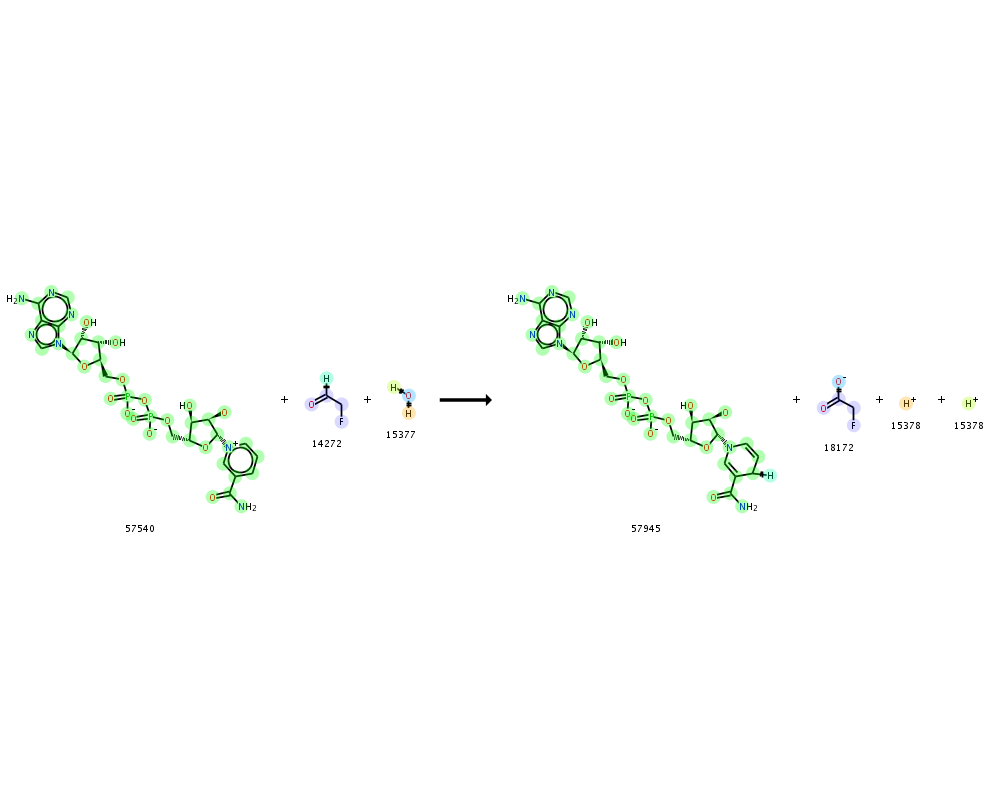 H₂N N N N N OH OH O O P O O⁻ O O P O⁻ O HO O O N⁺ O NH₂
57540
+
H O F
14272
+
H O H
15377
H₂N N N N N OH OH O O P O O⁻ O O P O⁻ O HO O O N H O NH₂
57945
+
O⁻ O F
18172
+
H⁺
15378
+
H⁺
15378